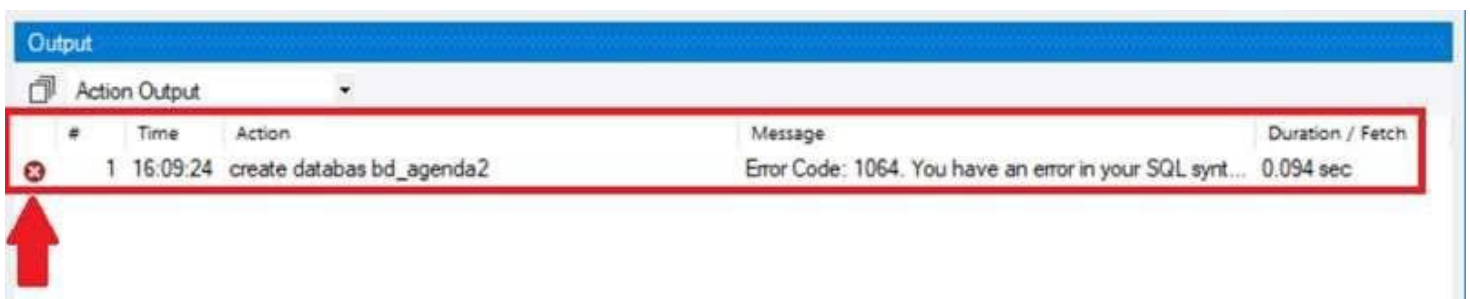 Output
Action Output
# Time Action Message Duration / Fetch
1 16:09:24 create databas bd_agenda2 Error Code: 1064. You have an error in your SQL synt... 0.094 sec